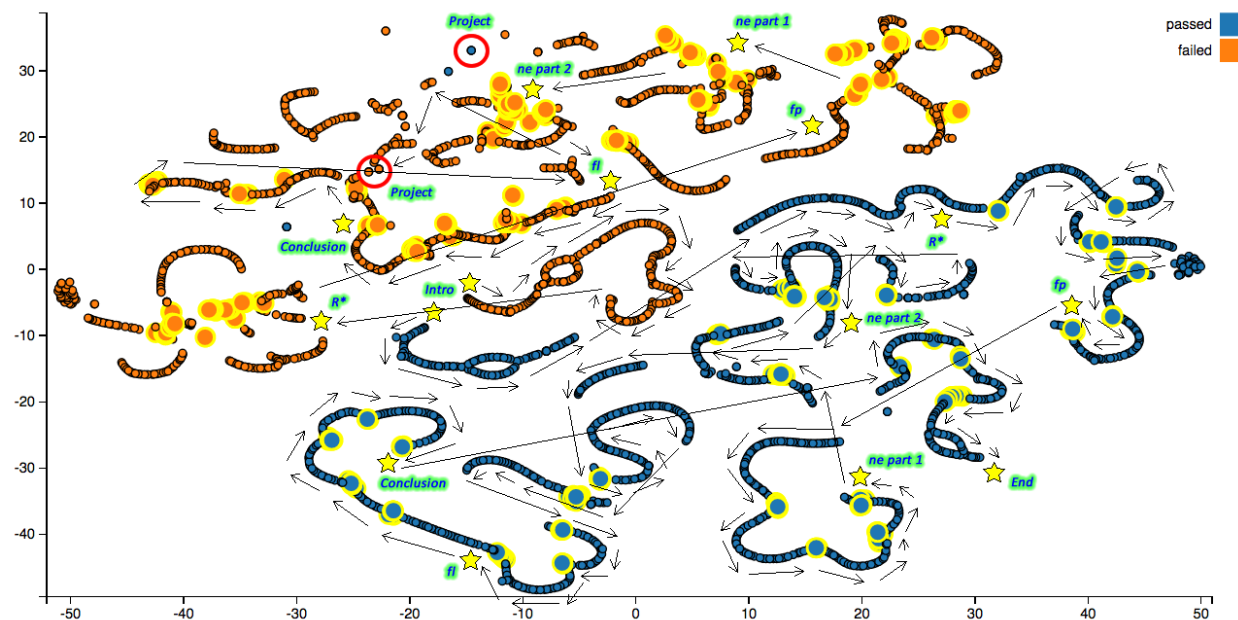 Project
ne part 1
passed
failed
ne part 2
fp
fl
Project
Conclusion
R*
Intro
R*
fp
ne part 2
ne part 1
Conclusion
End
fl
30
20
10
0
-10
-20
-30
-40
-50
-40
-30
-20
-10
0
10
20
30
40
50